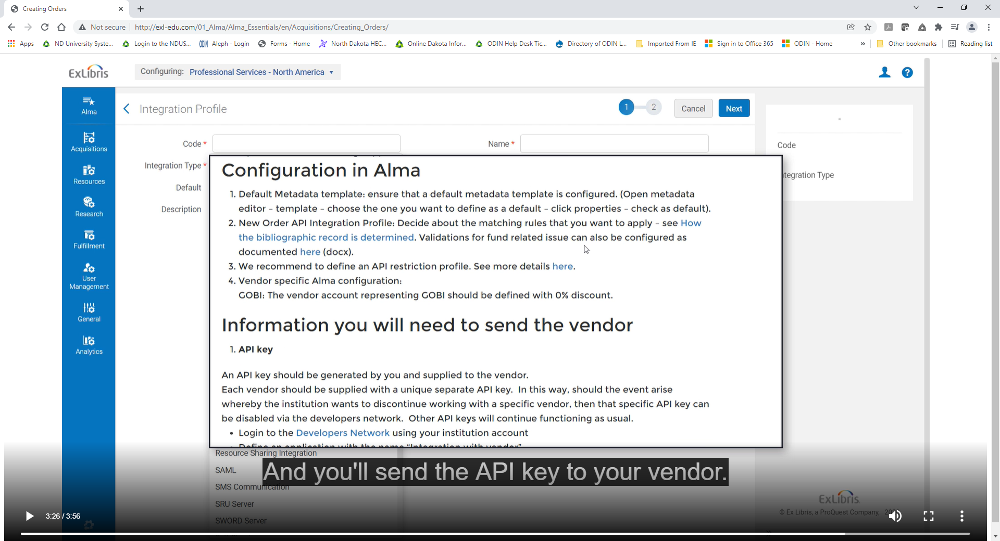 Creating Orders
Not secure
http://exl-edu.com/01_Alma/Alma_Essentials/en/Acquisitions/Creating_Orders/
Apps
ND University Syste...
Login to the NDUS...
ODIN Aleph - Login
Forms - Home
North Dakota HEC...
Online Dakota Infor...
ODIN Help Desk Tic...
Directory of ODIN L...
Imported From IE
Sign in to Office 365
ODIN - Home
»
Other bookmarks
Reading list
ExLibris
Configuring: Professional Services - North America
Alma
Acquisitions
Resources
Research
Fulfillment
User
Management
General
Analytics
Integration Profile
1
2
Cancel
Next
Code *
Name *
Integration Type *
Default
Description
-
Code
tegration Type
Configuration in Alma
1. Default Metadata template: ensure that a default metadata template is configured. (Open metadata
editor – template – choose the one you want to define as a default – click properties – check as default).
2. New Order API Integration Profile: Decide about the matching rules that you want to apply – see How
the bibliographic record is determined. Validations for fund related issue can also be configured as
documented here (docx).
3. We recommend to define an API restriction profile. See more details here.
4. Vendor specific Alma configuration:
GOBI: The vendor account representing GOBI should be defined with 0% discount.
Information you will need to send the vendor
1. API key
An API key should be generated by you and supplied to the vendor.
Each vendor should be supplied with a unique separate API key. In this way, should the event arise
whereby the institution wants to discontinue working with a specific vendor, then that specific API key can
be disabled via the developers network. Other API keys will continue functioning as usual.
• Login to the Developers Network using your institution account
• Define an application with the name "Integration with vendor"
Resource Sharing Integration
SAML
SMS Communication
SRU Server
SWORD Server
And you'll send the API key to your vendor.
ExLibris
© Ex Libris, a ProQuest Company,
3:26 / 3:56